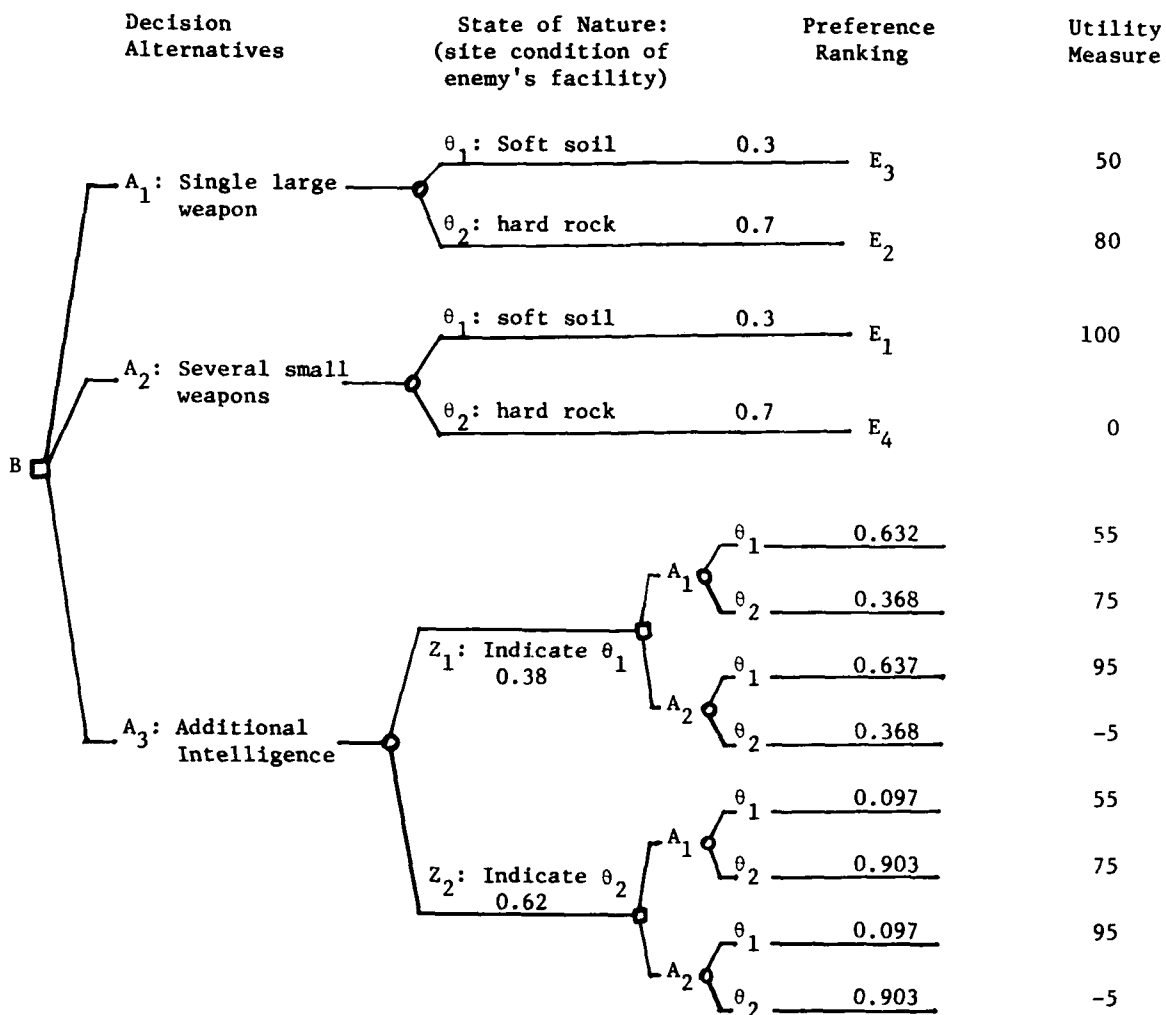 Decision Alternatives
State of Nature: (site condition of enemy's facility)
Preference Ranking
Utility Measure
θ₁: Soft soil 0.3 E₃ 50
A₁: Single large weapon
θ₂: hard rock 0.7 E₂ 80
θ₁: soft soil 0.3 E₁ 100
A₂: Several small weapons
θ₂: hard rock 0.7 E₄ 0
B
θ₁ 0.632 55
A₁
θ₂ 0.368 75
Z₁: Indicate θ₁
0.38
θ₁ 0.637 95
A₂
θ₂ 0.368 -5
A₃: Additional Intelligence
θ₁ 0.097 55
A₁
θ₂ 0.903 75
Z₂: Indicate θ₂
0.62
θ₁ 0.097 95
A₂
θ₂ 0.903 -5